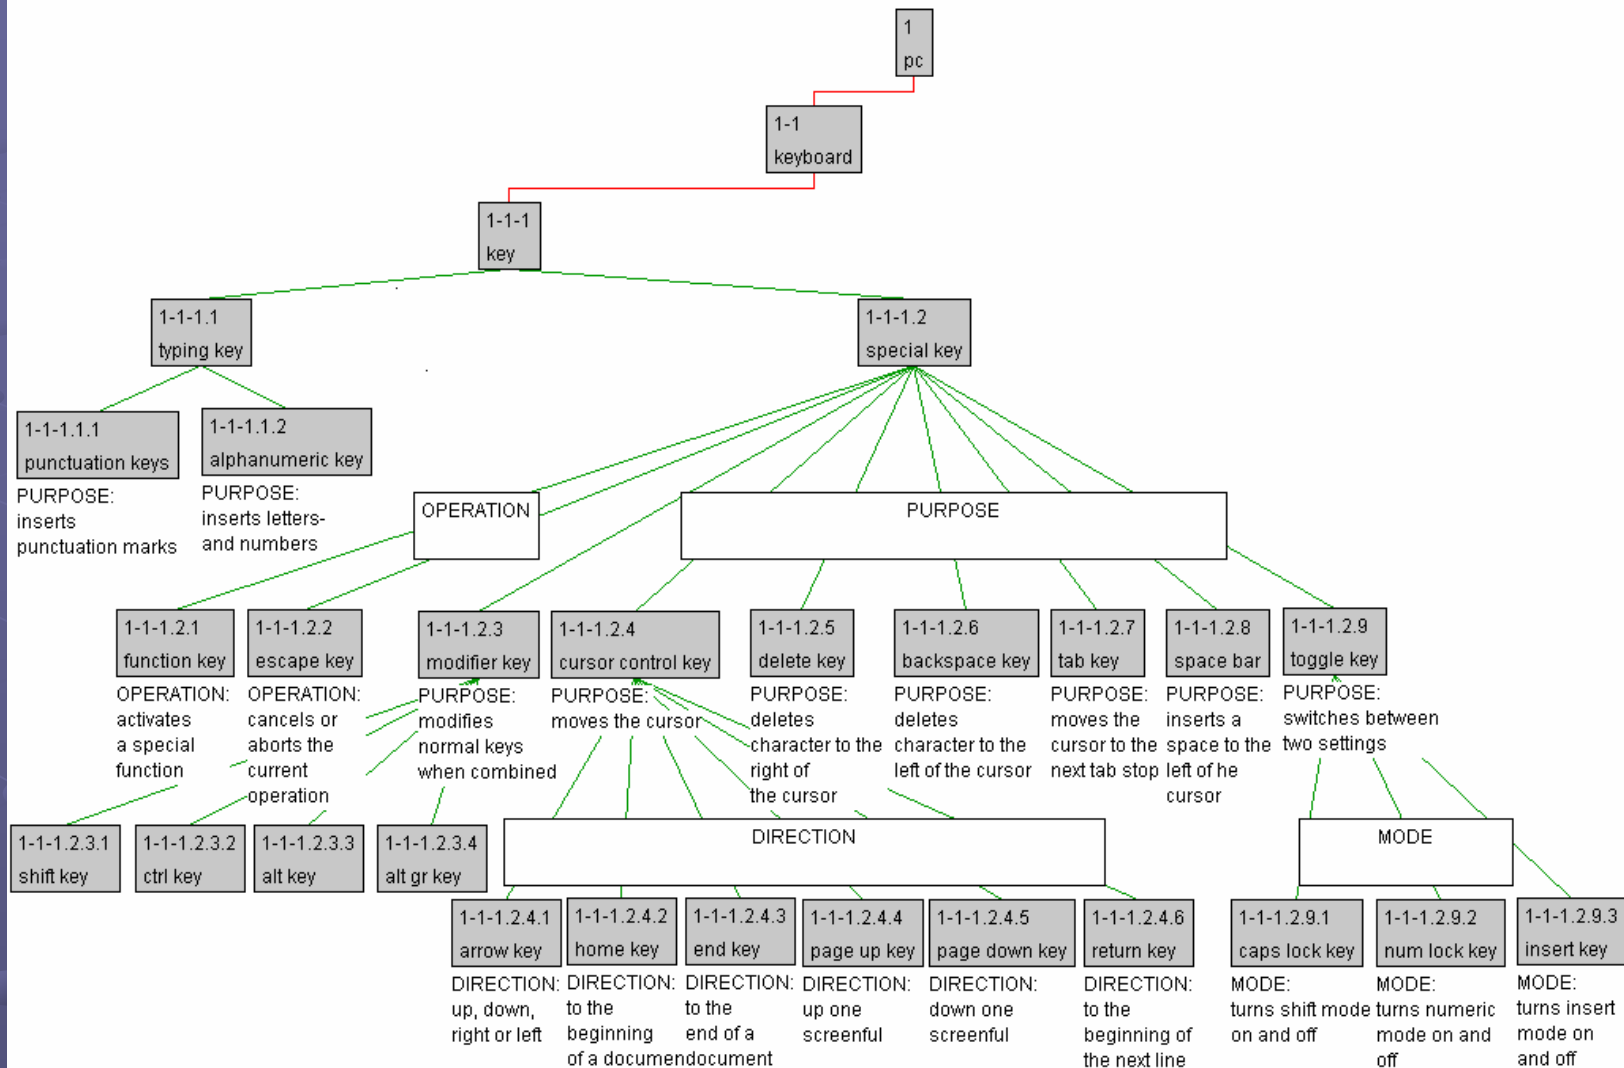 1
pc
1-1
keyboard
1-1-1
key
1-1-1.1
typing key
1-1-1.2
special key
1-1-1.1.1
punctuation keys
PURPOSE:
inserts
punctuation marks
1-1-1.1.2
alphanumeric key
PURPOSE:
inserts letters-
and numbers
OPERATION
PURPOSE
1-1-1.2.1
function key
OPERATION:
activates
a special
function
1-1-1.2.2
escape key
OPERATION:
cancels or
aborts the
current
operation
1-1-1.2.3
modifier key
PURPOSE:
modifies
normal keys
when combined
1-1-1.2.4
cursor control key
PURPOSE:
moves the cursor
1-1-1.2.5
delete key
PURPOSE:
deletes
character to the
right of
the cursor
1-1-1.2.6
backspace key
PURPOSE:
deletes
character to the
left of the cursor
1-1-1.2.7
tab key
PURPOSE:
moves the
cursor to the
next tab stop
1-1-1.2.8
space bar
PURPOSE:
inserts a
space to the
left of he
cursor
1-1-1.2.9
toggle key
PURPOSE:
switches between
two settings
1-1-1.2.3.1
shift key
1-1-1.2.3.2
ctrl key
1-1-1.2.3.3
alt key
1-1-1.2.3.4
alt gr key
DIRECTION
MODE
1-1-1.2.4.1
arrow key
DIRECTION:
up, down,
right or left
1-1-1.2.4.2
home key
DIRECTION:
to the
beginning
of a documen
1-1-1.2.4.3
end key
DIRECTION:
to the
end of a
document
1-1-1.2.4.4
page up key
DIRECTION:
up one
screenful
1-1-1.2.4.5
page down key
DIRECTION:
down one
screenful
1-1-1.2.4.6
return key
DIRECTION:
to the
beginning of
the next line
1-1-1.2.9.1
caps lock key
MODE:
turns shift mode
on and off
1-1-1.2.9.2
num lock key
MODE:
turns numeric
mode on and
off
1-1-1.2.9.3
insert key
MODE:
turns insert
mode on
and off